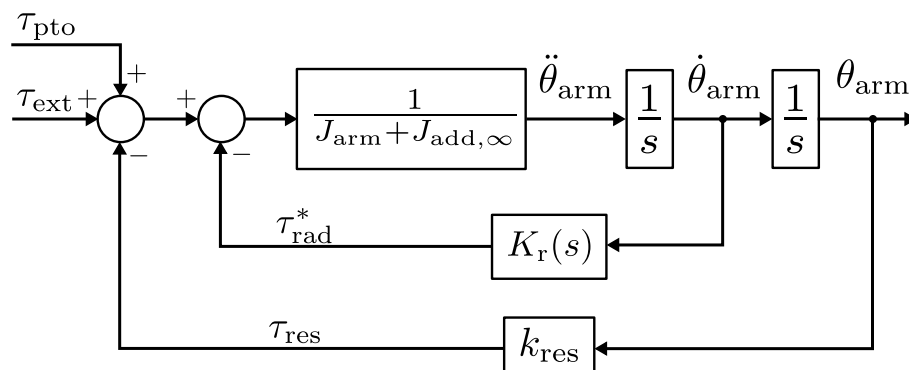 τ_pto
+
τ_ext + + 1/(J_arm+J_add,∞) θ̈_arm 1/s θ̇_arm 1/s θ_arm
− −
τ*_rad K_r(s)
τ_res k_res